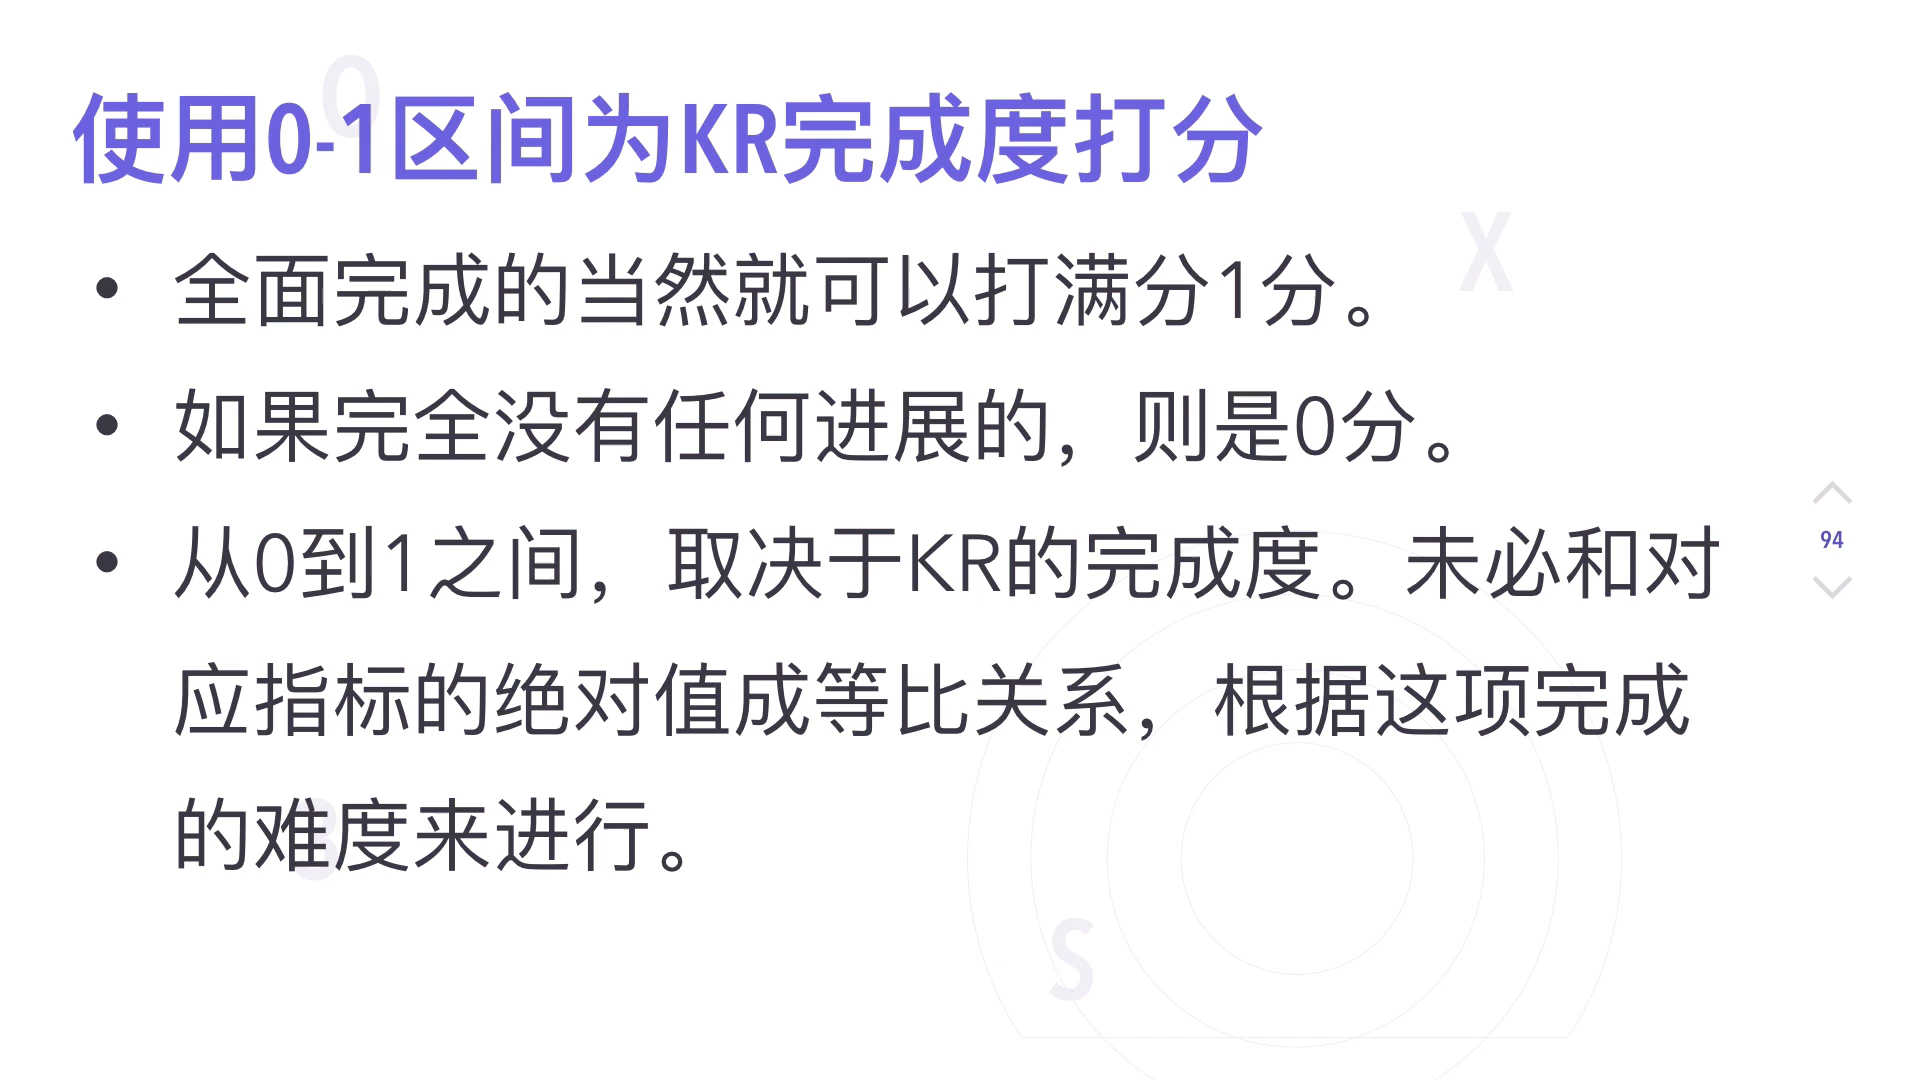 使用0-1区间为KR完成度打分
• 全面完成的当然就可以打满分1分。
• 如果完全没有任何进展的，则是0分。
• 从0到1之间，取决于KR的完成度。未必和对
应指标的绝对值成等比关系，根据这项完成
的难度来进行。
94
O
X
B
S